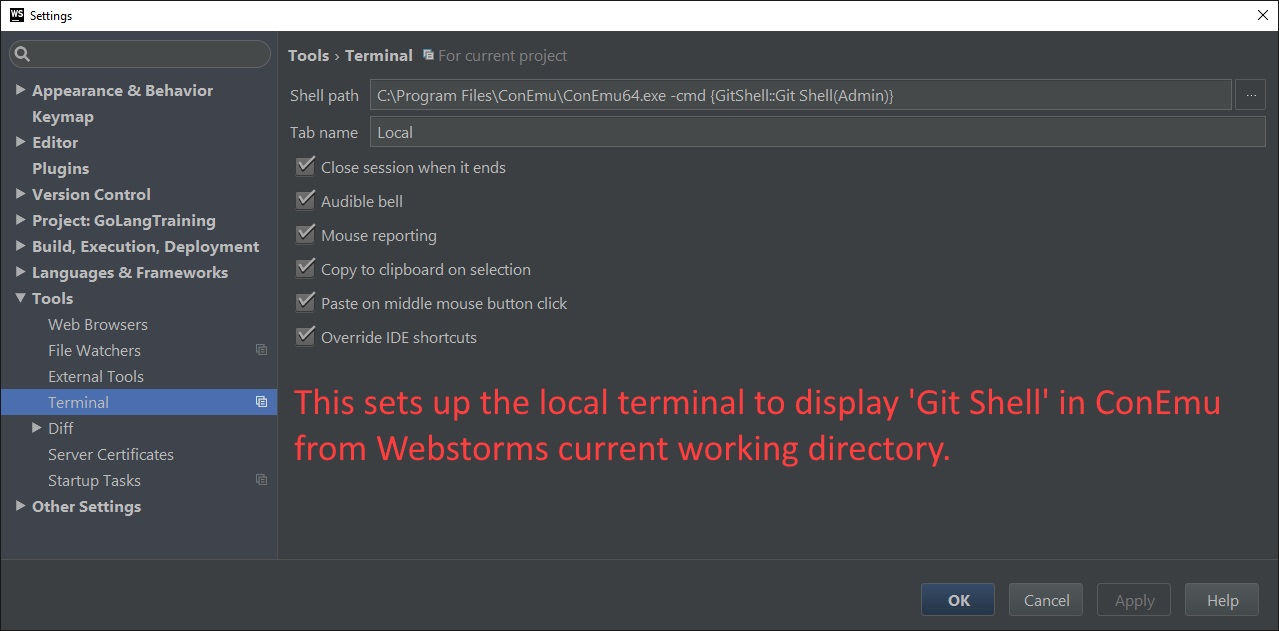 WS Settings
Tools › Terminal For current project
Appearance & Behavior
Keymap
Editor
Plugins
Version Control
Project: GoLangTraining
Build, Execution, Deployment
Languages & Frameworks
Tools
Web Browsers
File Watchers
External Tools
Terminal
Diff
Server Certificates
Startup Tasks
Other Settings
Shell path C:\Program Files\ConEmu\ConEmu64.exe -cmd {GitShell::Git Shell(Admin)} ...
Tab name Local
Close session when it ends
Audible bell
Mouse reporting
Copy to clipboard on selection
Paste on middle mouse button click
Override IDE shortcuts
This sets up the local terminal to display 'Git Shell' in ConEmu
from Webstorms current working directory.
OK Cancel Apply Help